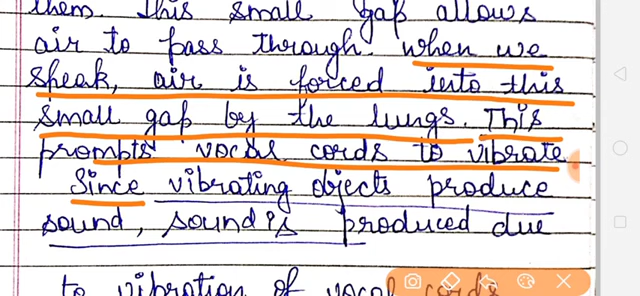 them. This small gap allows
air to pass through. when we
speak, air is forced into this
small gap by the lungs. This
prompts vocal cords to vibrate
Since vibrating objects produce
sound, sound is produced due
to vibration of vocal cords